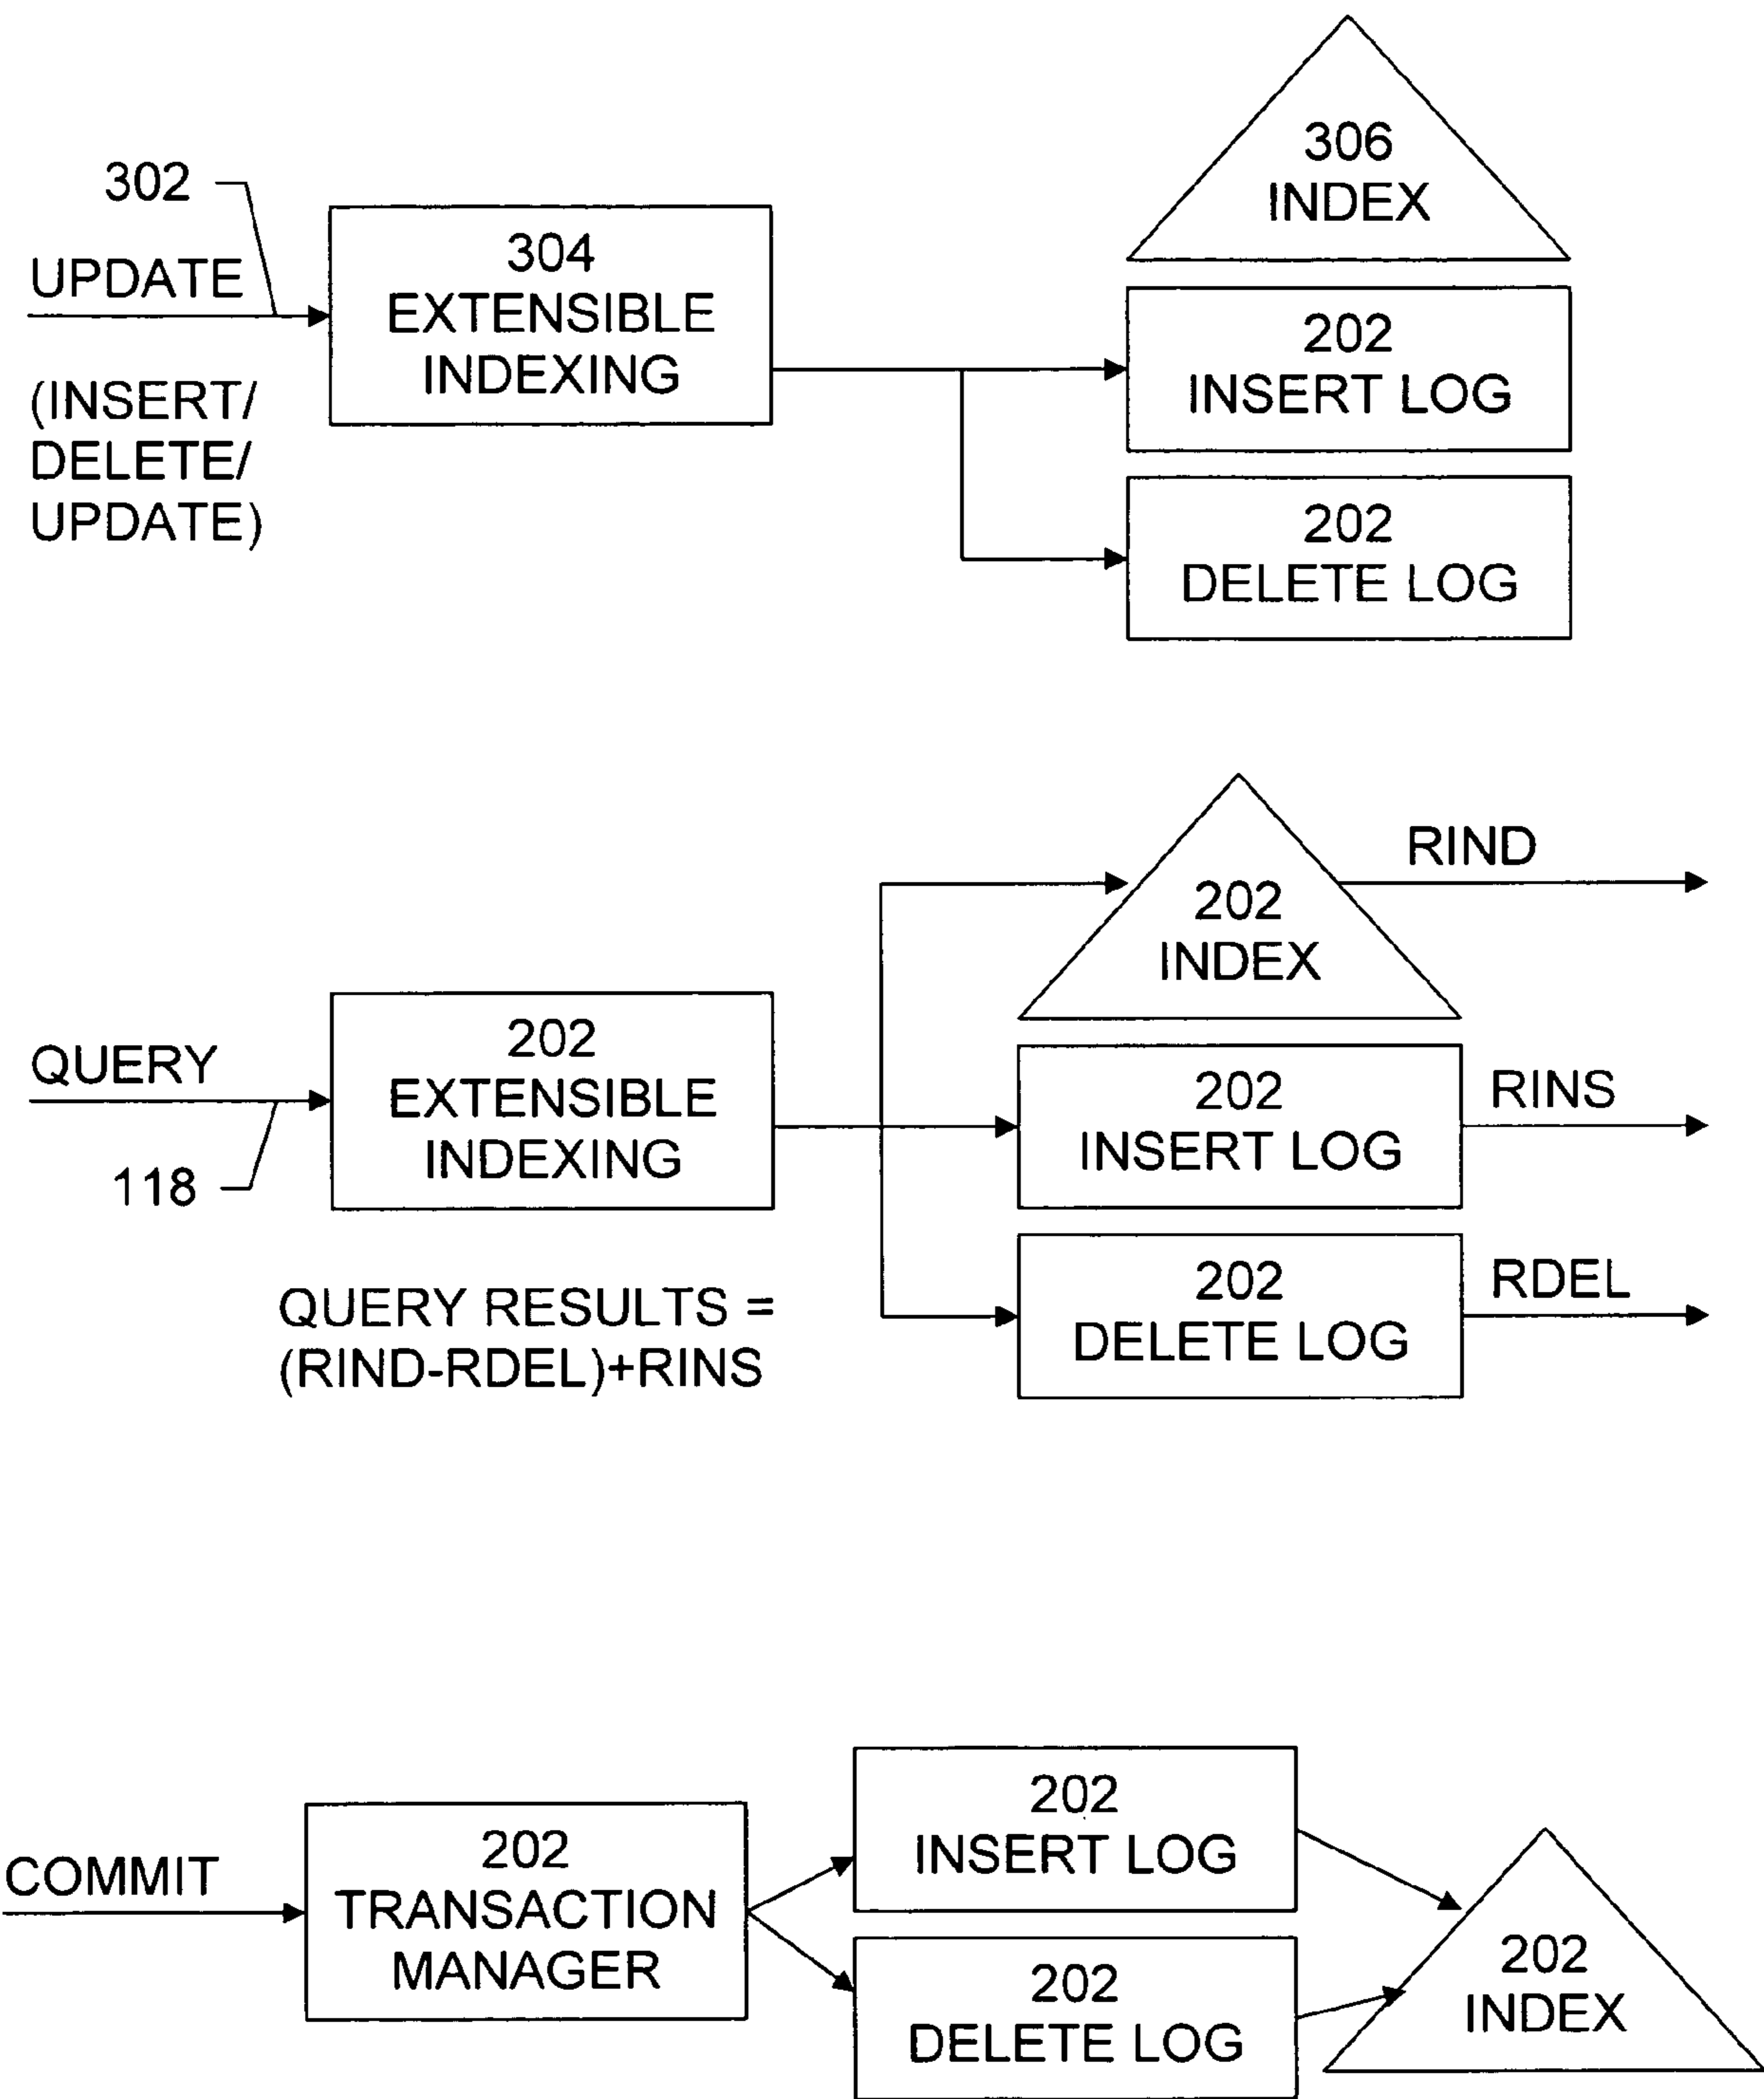 306
INDEX
302
UPDATE
(INSERT/
DELETE/
UPDATE)
304
EXTENSIBLE
INDEXING
202
INSERT LOG
202
DELETE LOG
QUERY
118
202
EXTENSIBLE
INDEXING
202
INDEX
RIND
202
INSERT LOG
RINS
202
DELETE LOG
RDEL
QUERY RESULTS =
(RIND-RDEL)+RINS
COMMIT
202
TRANSACTION
MANAGER
202
INSERT LOG
202
DELETE LOG
202
INDEX